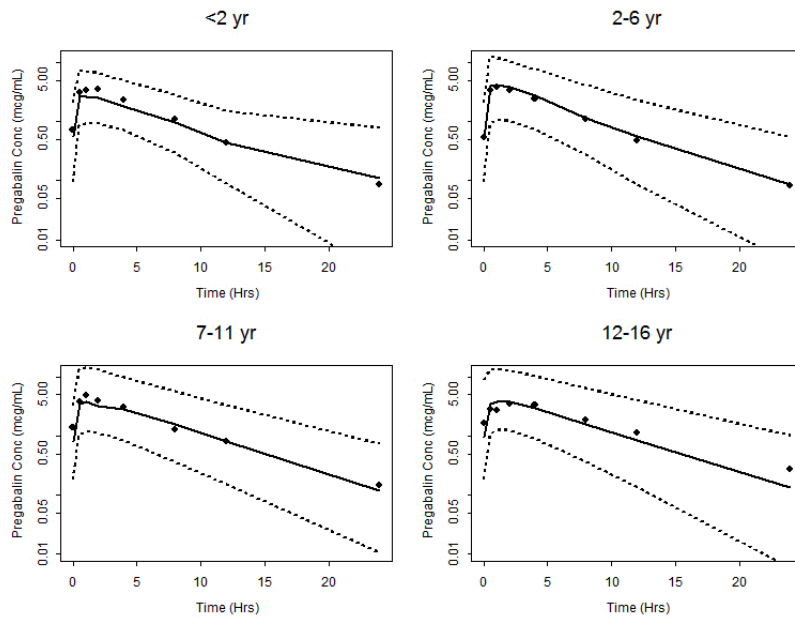 <2 yr
Pregabalin Conc (mcg/mL)
5.00
0.50
0.05
0.01
0 5 10 15 20
Time (Hrs)
2-6 yr
Pregabalin Conc (mcg/mL)
5.00
0.50
0.05
0.01
0 5 10 15 20
Time (Hrs)
7-11 yr
Pregabalin Conc (mcg/mL)
5.00
0.50
0.05
0.01
0 5 10 15 20
Time (Hrs)
12-16 yr
Pregabalin Conc (mcg/mL)
5.00
0.50
0.05
0.01
0 5 10 15 20
Time (Hrs)